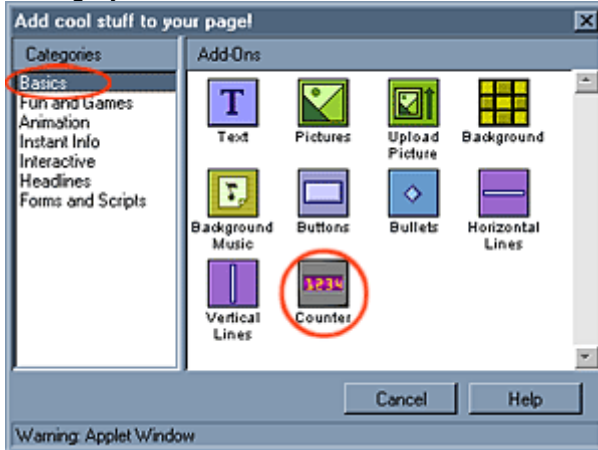 Add cool stuff to your page!
Categories
Add-Ons
Basics
Fun and Games
Animation
Instant Info
Interactive
Headlines
Forms and Scripts
T
Text
Pictures
Upload
Picture
Background
Background
Music
Buttons
Bullets
Horizontal
Lines
Vertical
Lines
1234
Counter
Cancel
Help
Warning: Applet Window